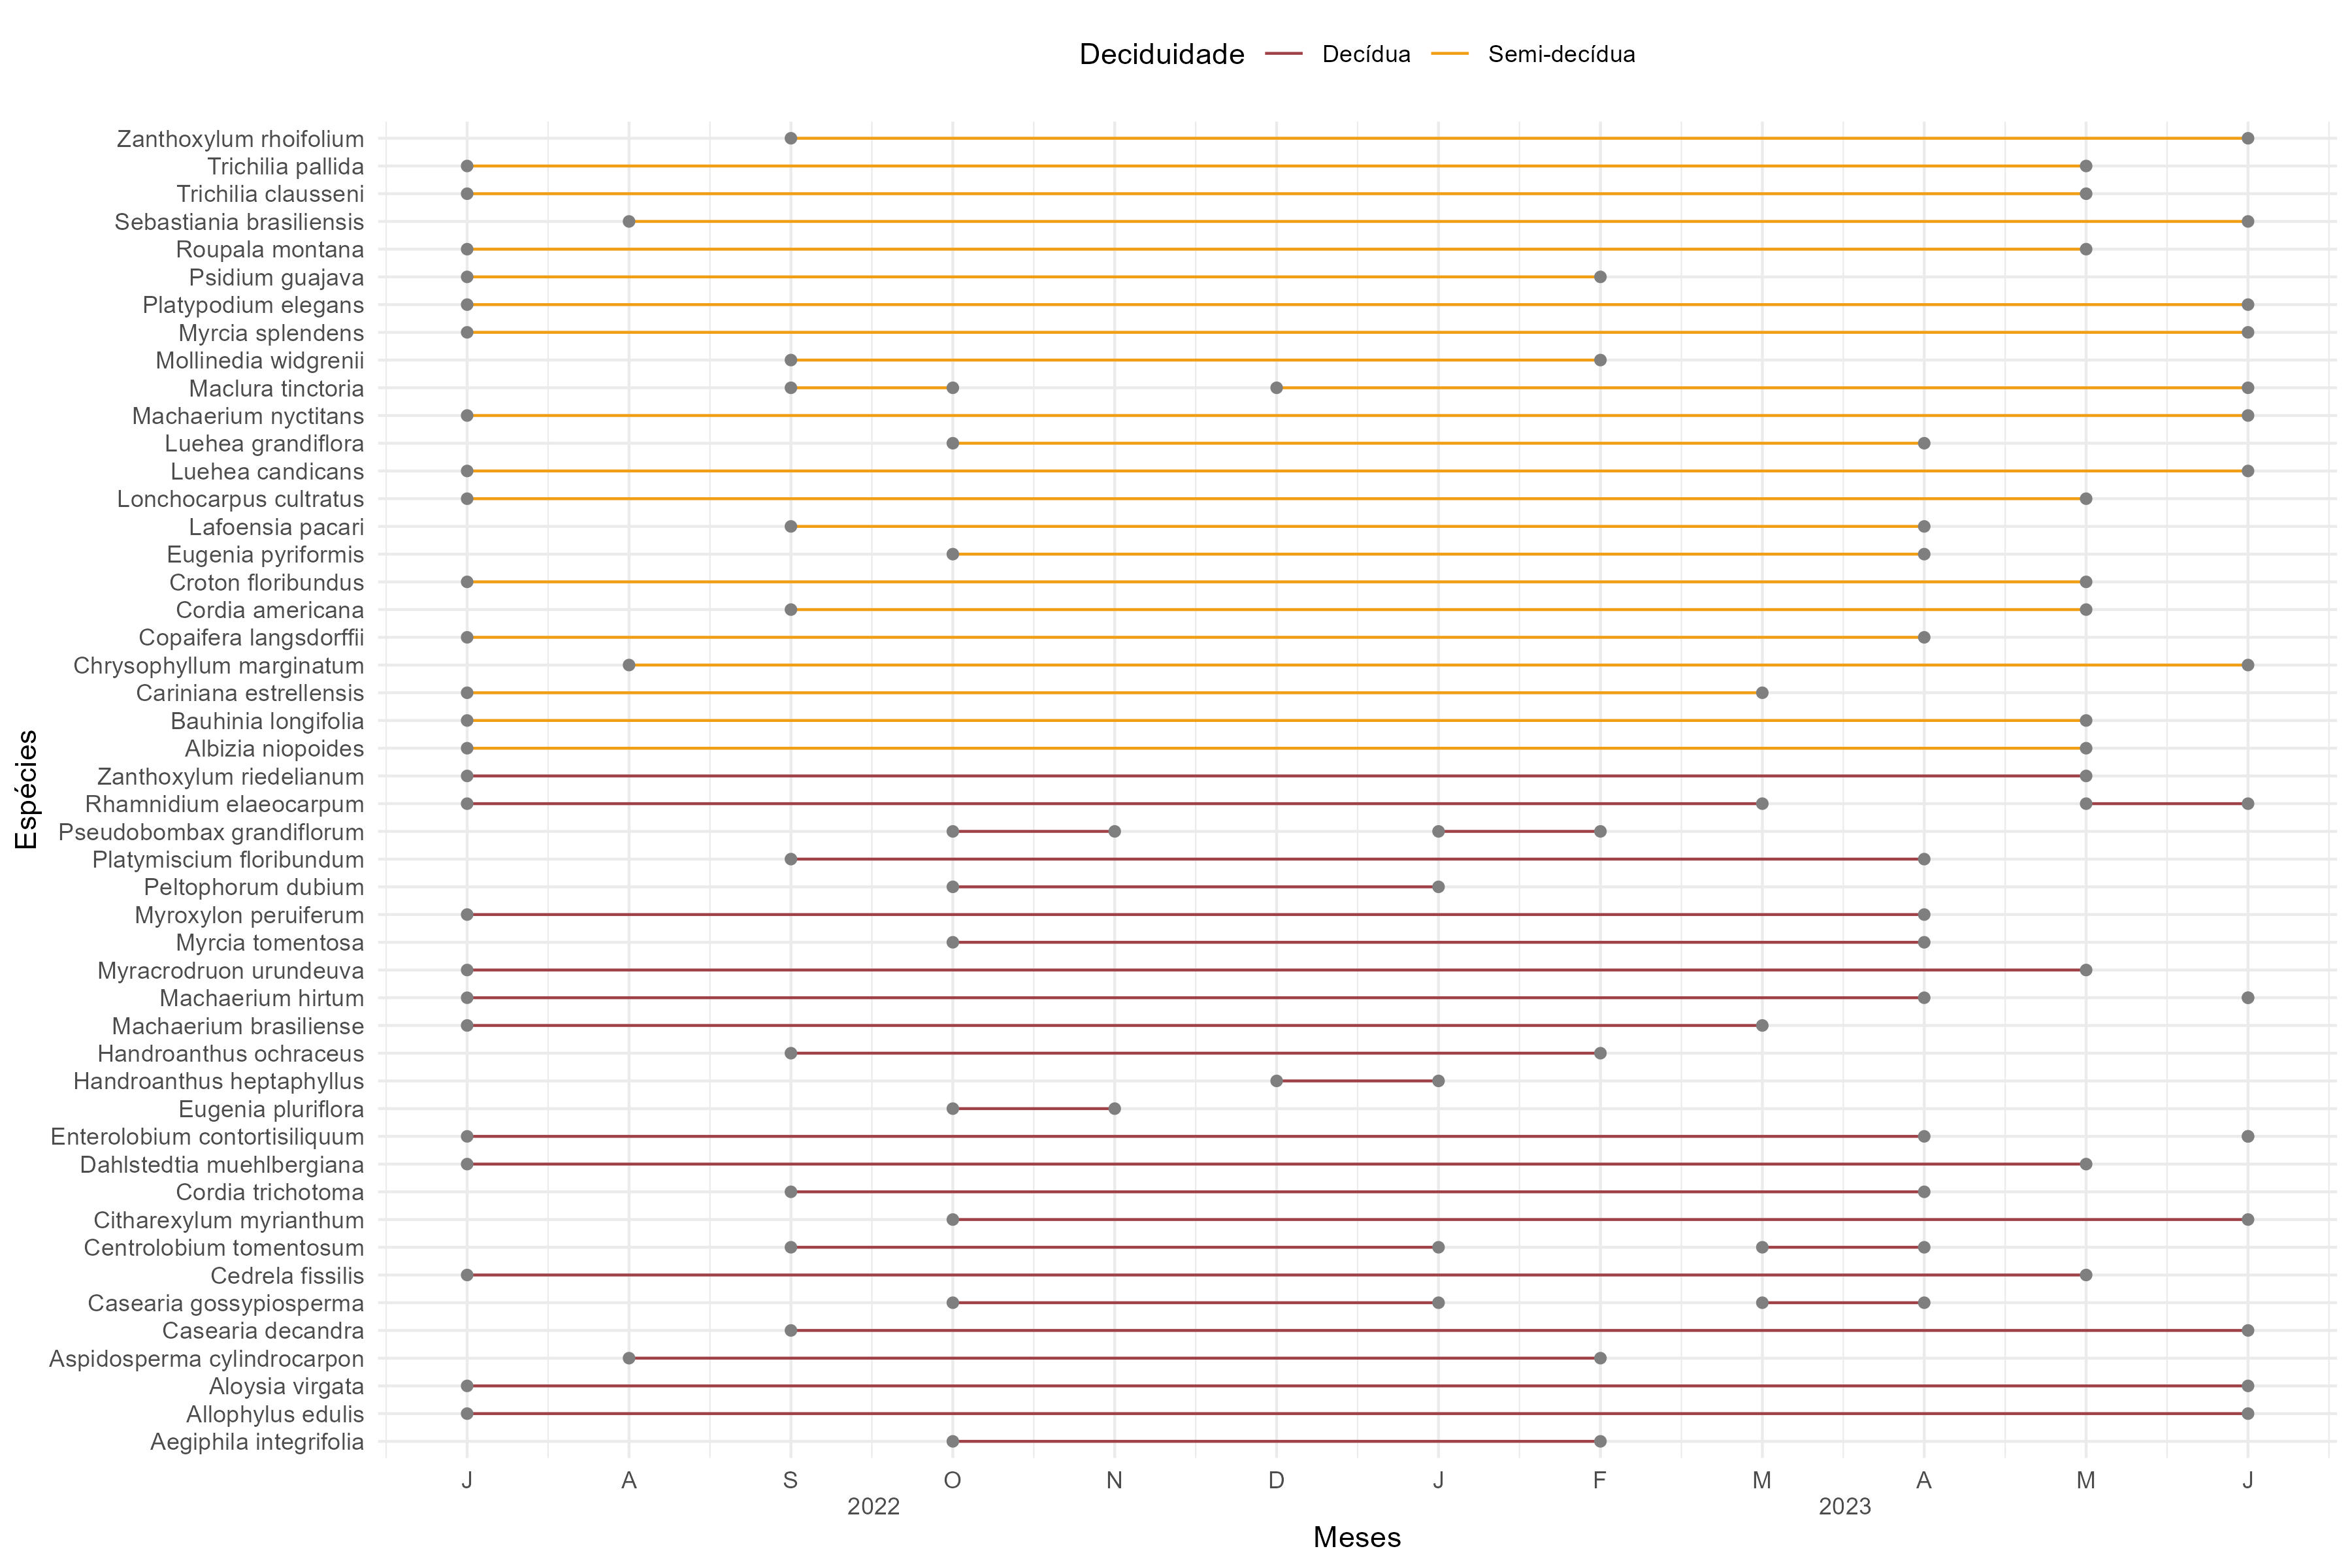 Deciduidade Decídua Semi-decídua
Zanthoxylum rhoifolium
Trichilia pallida
Trichilia clausseni
Sebastiania brasiliensis
Roupala montana
Psidium guajava
Platypodium elegans
Myrcia splendens
Mollinedia widgrenii
Maclura tinctoria
Machaerium nyctitans
Luehea grandiflora
Luehea candicans
Lonchocarpus cultratus
Lafoensia pacari
Eugenia pyriformis
Croton floribundus
Cordia americana
Copaifera langsdorffii
Chrysophyllum marginatum
Cariniana estrellensis
Bauhinia longifolia
Albizia niopoides
Zanthoxylum riedelianum
Rhamnidium elaeocarpum
Pseudobombax grandiflorum
Platymiscium floribundum
Peltophorum dubium
Myroxylon peruiferum
Myrcia tomentosa
Myracrodruon urundeuva
Machaerium hirtum
Machaerium brasiliense
Handroanthus ochraceus
Handroanthus heptaphyllus
Eugenia pluriflora
Enterolobium contortisiliquum
Dahlstedtia muehlbergiana
Cordia trichotoma
Citharexylum myrianthum
Centrolobium tomentosum
Cedrela fissilis
Casearia gossypiosperma
Casearia decandra
Aspidosperma cylindrocarpon
Aloysia virgata
Allophylus edulis
Aegiphila integrifolia
Espécies
J A S O N D J F M A M J
2022 2023
Meses